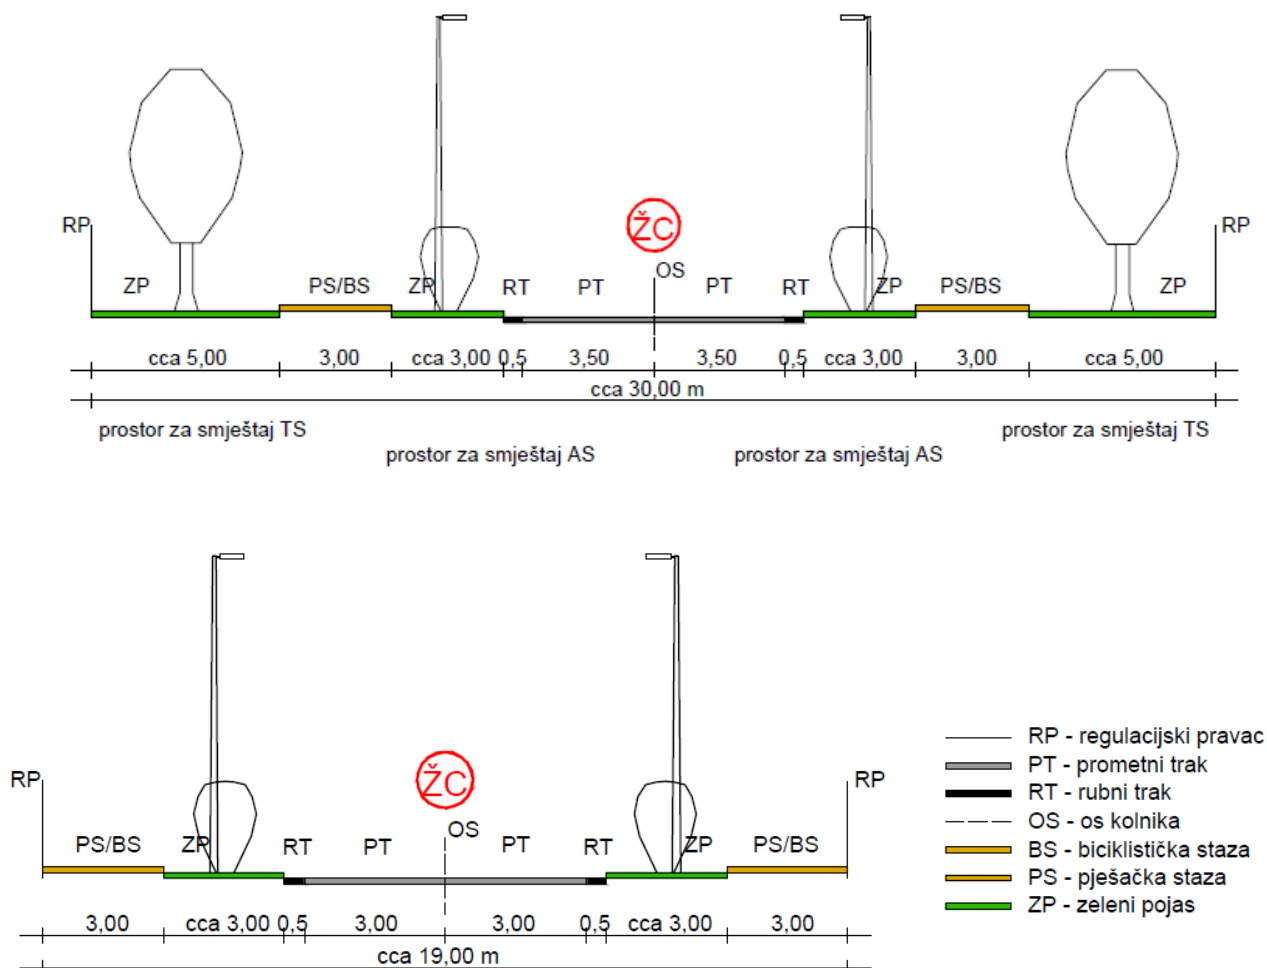 ŽC
RP RP
OS
ZP PS/BS ZP RT PT PT RT ZP PS/BS ZP
cca 5,00 3,00 cca 3,00 0,5 3,50 3,50 0,5 cca 3,00 3,00 cca 5,00
cca 30,00 m
prostor za smještaj TS prostor za smještaj TS
prostor za smještaj AS prostor za smještaj AS
ŽC
RP RP
OS
PS/BS ZP RT PT PT RT ZP PS/BS
3,00 cca 3,00 0,5 3,00 3,00 0,5 cca 3,00 3,00
cca 19,00 m
RP - regulacijski pravac
PT - prometni trak
RT - rubni trak
OS - os kolnika
BS - biciklistička staza
PS - pješačka staza
ZP - zeleni pojas